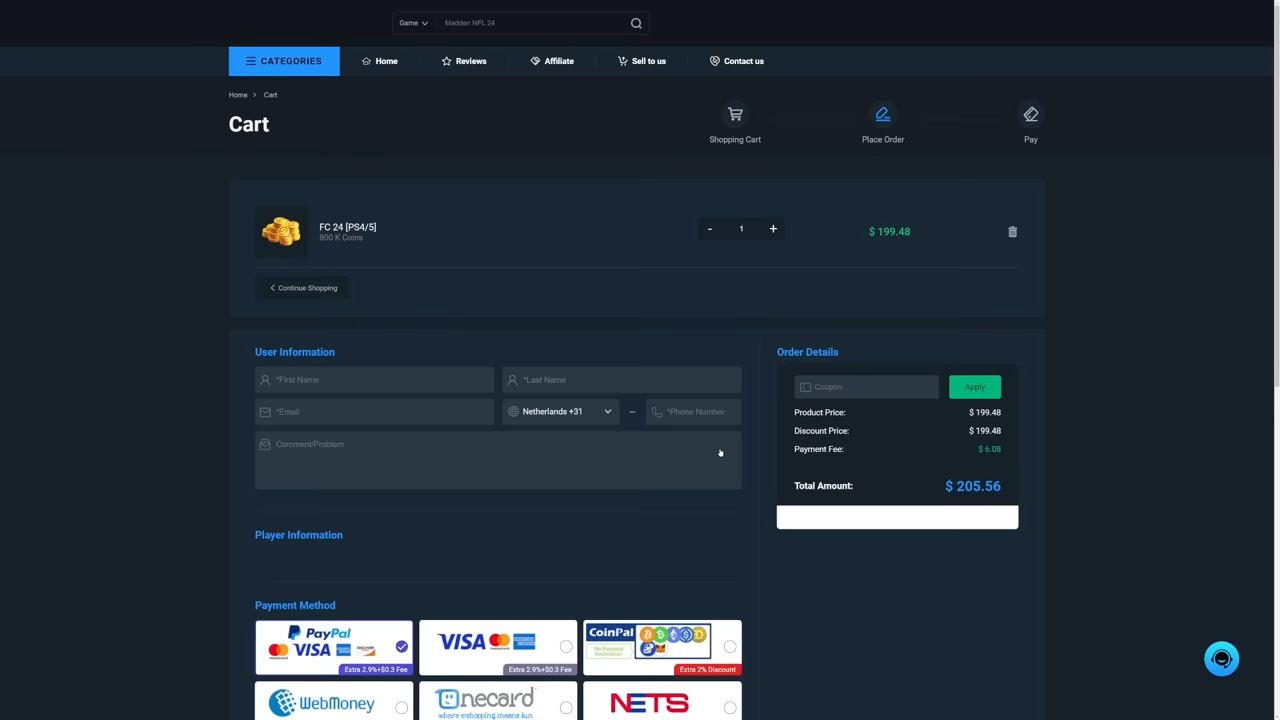 Game
Madden NFL 24
CATEGORIES
Home
Reviews
Affiliate
Sell to us
Contact us
Home > Cart
Cart
Shopping Cart
Place Order
Pay
FC 24 [PS4/5]
800 K Coins
- 1 +
$ 199.48
Continue Shopping
User Information
*First Name
*Last Name
*Email
Netherlands +31
*Phone Number
Comment/Problem
Order Details
Coupon
Apply
Product Price: $ 199.48
Discount Price: $ 199.48
Payment Fee: $ 6.08
Total Amount: $ 205.56
Player Information
Payment Method
PayPal
VISA
Extra 2.9%+$0.3 Fee
VISA
Extra 2.9%+$0.3 Fee
CoinPal
No Payment
Verification
Extra 2% Discount
WebMoney
Onecard
where eshopping means fun
NETS